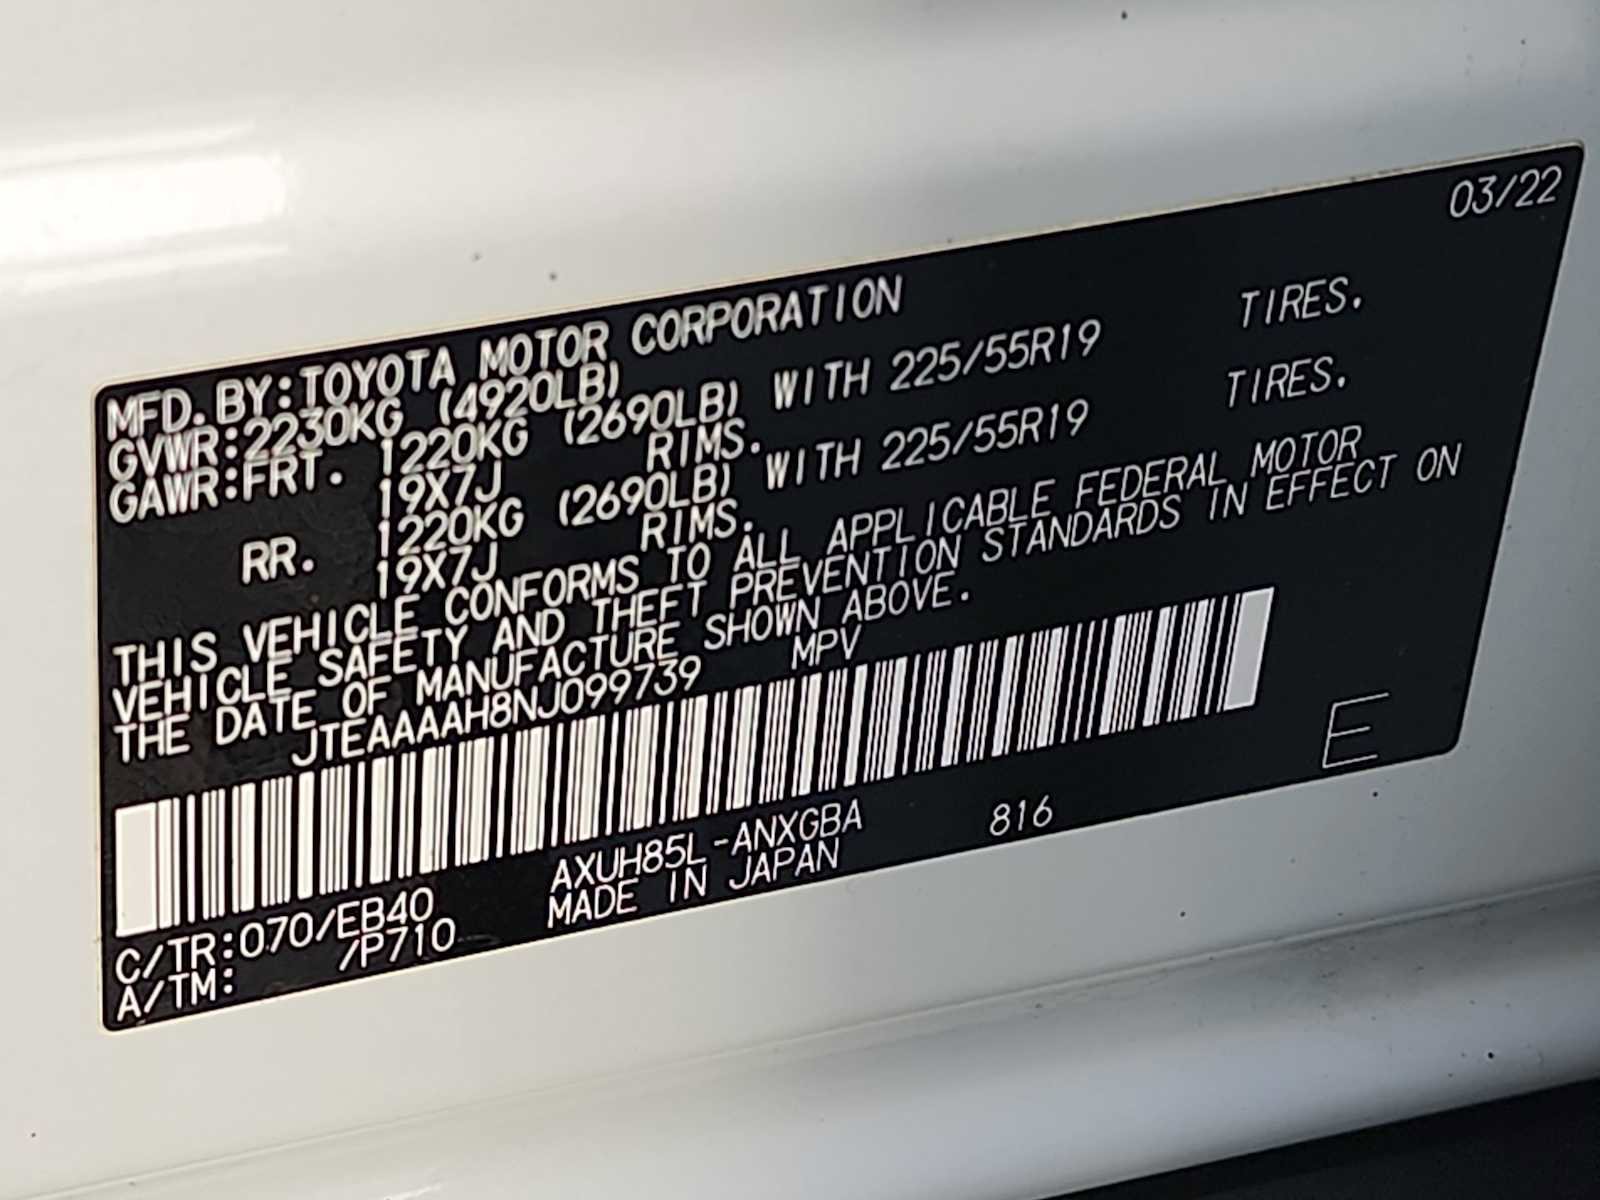 03/22
MFD.BY:TOYOTA MOTOR CORPORATION
GVWR:2230KG (4920LB)
GAWR:FRT. 1220KG (2690LB) WITH 225/55R19 TIRES.
19X7J RIMS.
RR. 1220KG (2690LB) WITH 225/55R19 TIRES.
19X7J RIMS.
THIS VEHICLE CONFORMS TO ALL APPLICABLE FEDERAL MOTOR
VEHICLE SAFETY AND THEFT PREVENTION STANDARDS IN EFFECT ON
THE DATE OF MANUFACTURE SHOWN ABOVE.
JTEAAAAH8NJ099739 MPV
E
C/TR:070/EB40 AXUH85L-ANXGBA 816
A/TM: /P710 MADE IN JAPAN